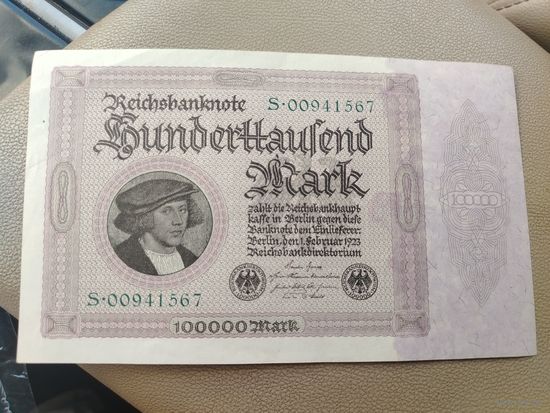 Reichsbanknote S·00941567
Hunderttausend
Mark
100000
zahlt die Reichsbankhaupt
kasse in Berlin gegen diese
Banknote dem Einlieferer.
Berlin, den 1. Februar 1923
Reichsbankdirektorium
S·00941567
100000 Mark